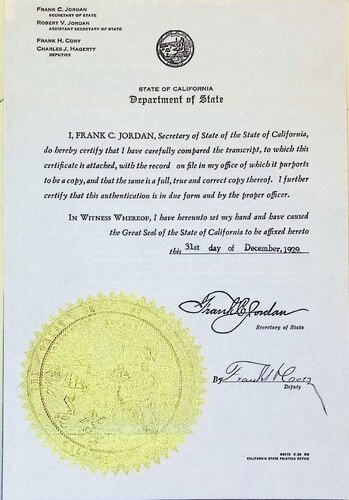 FRANK C. JORDAN
SECRETARY OF STATE
ROBERT V. JORDAN
ASSISTANT SECRETARY OF STATE
FRANK H. CORY
CHARLES J. HAGERTY
DEPUTIES
STATE OF CALIFORNIA
Department of State
I, FRANK C. JORDAN, Secretary of State of the State of California,
do hereby certify that I have carefully compared the transcript, to which this
certificate is attached, with the record on file in my office of which it purports
to be a copy, and that the same is a full, true and correct copy thereof. I further
certify that this authentication is in due form and by the proper officer.
IN WITNESS WHEREOF, I have hereunto set my hand and have caused
the Great Seal of the State of California to be affixed hereto
this 31st day of December, 1929.
Frank C. Jordan
Secretary of State
By Frank H Cory
Deputy
CALIFORNIA STATE PRINTING OFFICE